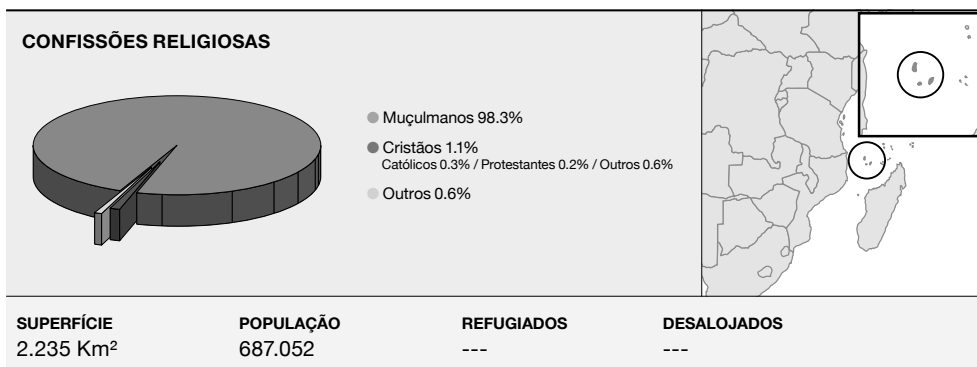 CONFISSÕES RELIGIOSAS
Muçulmanos 98.3%
Cristãos 1.1%
Católicos 0.3% / Protestantes 0.2% / Outros 0.6%
Outros 0.6%
SUPERFÍCIE
2.235 Km²
POPULAÇÃO
687.052
REFUGIADOS
---
DESALOJADOS
---